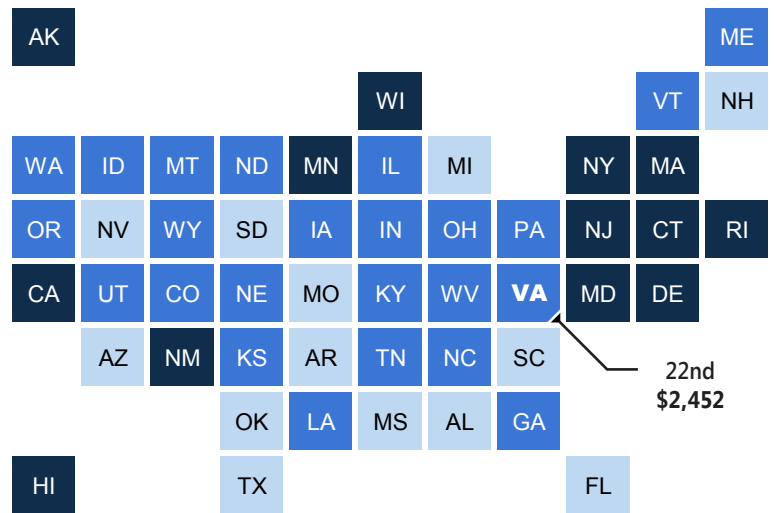 AK ME
WI VT NH
WA ID MT ND MN IL MI NY MA
OR NV WY SD IA IN OH PA NJ CT RI
CA UT CO NE MO KY WV VA MD DE
AZ NM KS AR TN NC SC
22nd
$2,452
OK LA MS AL GA
HI TX FL